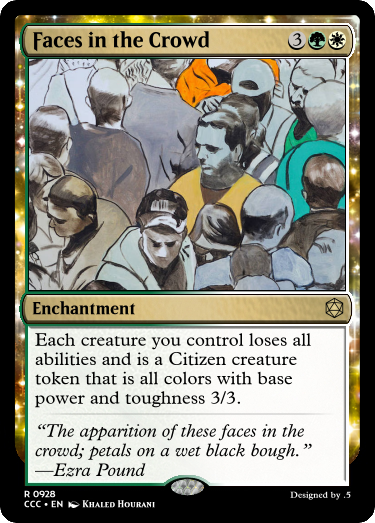 Faces in the Crowd 3
Enchantment
Each creature you control loses all
abilities and is a Citizen creature
token that is all colors with base
power and toughness 3/3.
“The apparition of these faces in the
crowd; petals on a wet black bough.”
—Ezra Pound
R 0928
CCC • EN Khaled Hourani
Designed by .5